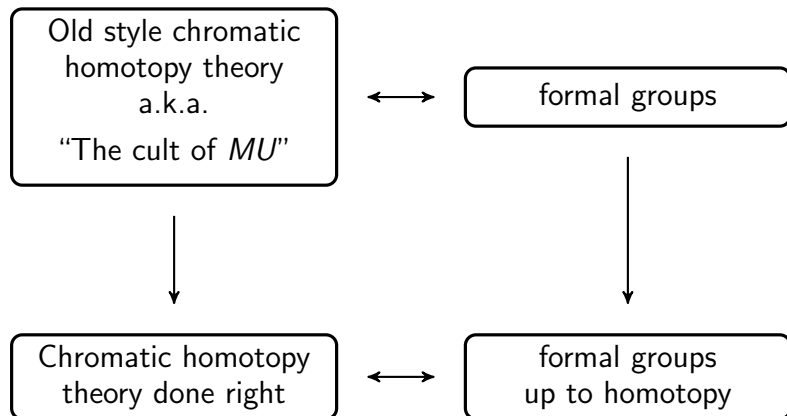 Old style chromatic
homotopy theory
a.k.a.
“The cult of MU”
formal groups
Chromatic homotopy
theory done right
formal groups
up to homotopy